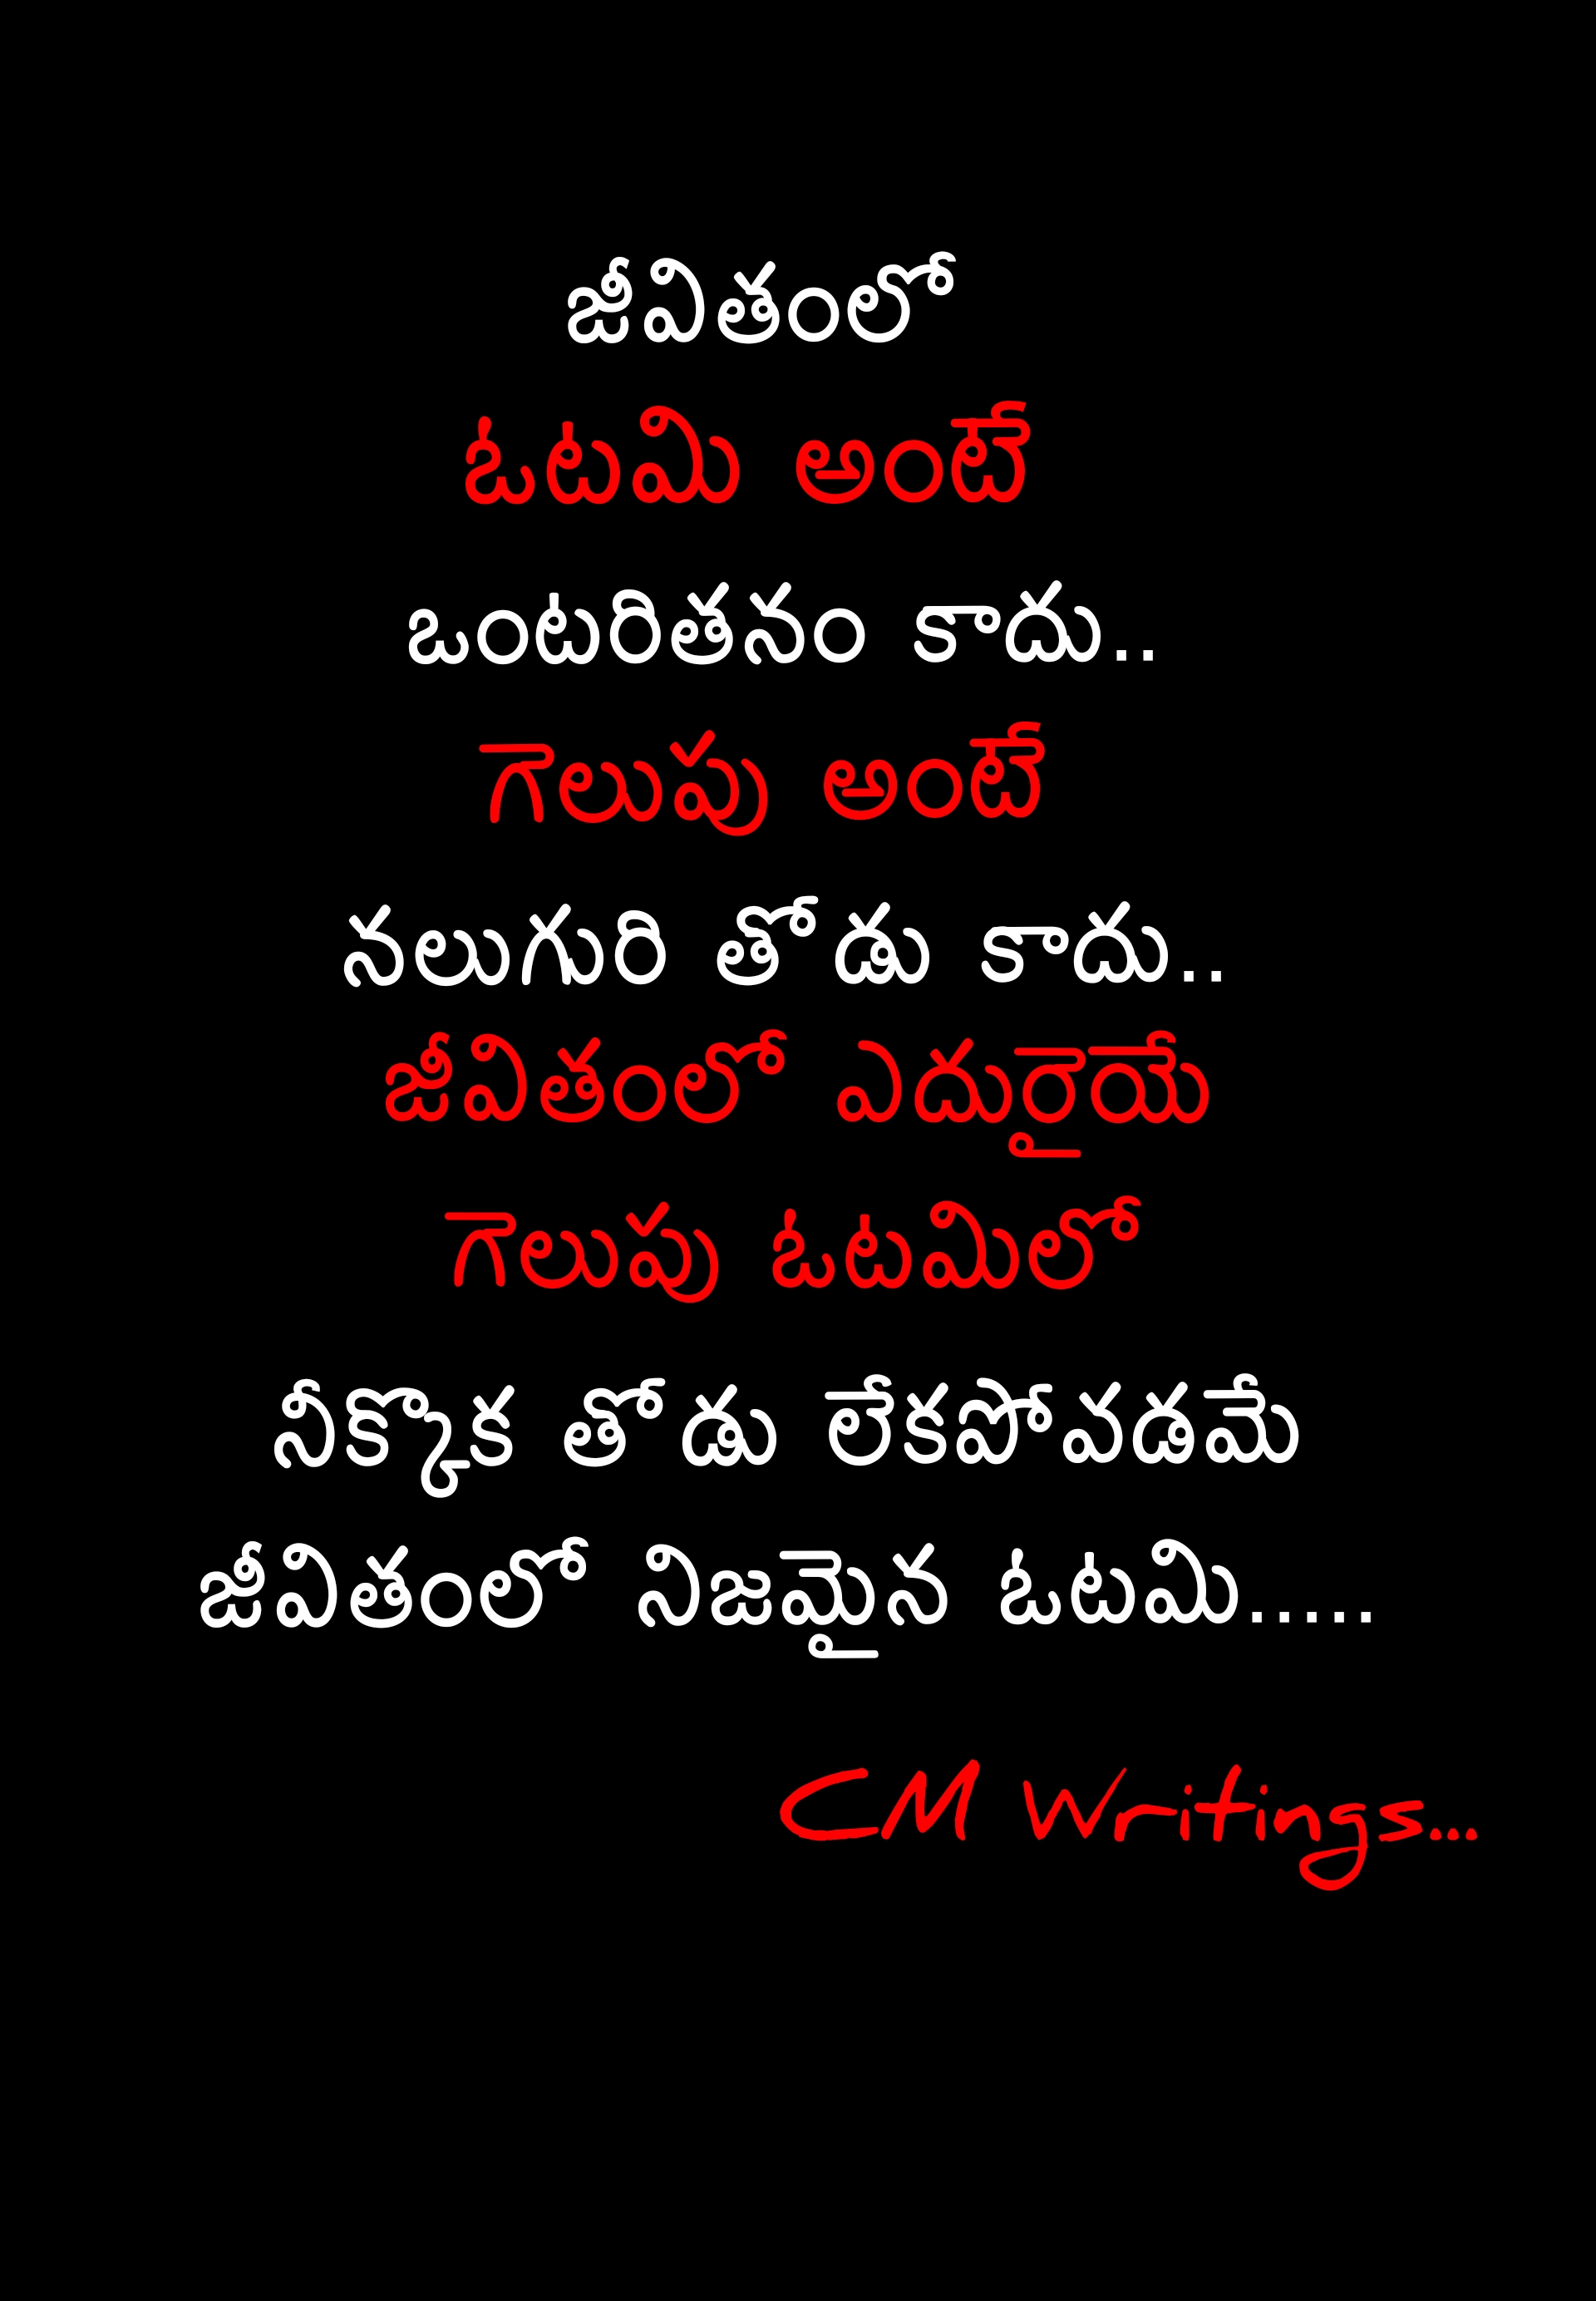 జీవితంలో
ఓటమి అంటే
ఒంటరితనం కాదు..
గెలుపు అంటే
నలుగురి తోడు కాదు..
జీవితంలో ఎదురైయే
గెలుపు ఓటమిలో
నీక్కొక తోడు లేకపోవడమే
జీవితంలో నిజమైన ఓటమి.....
CM Writings...